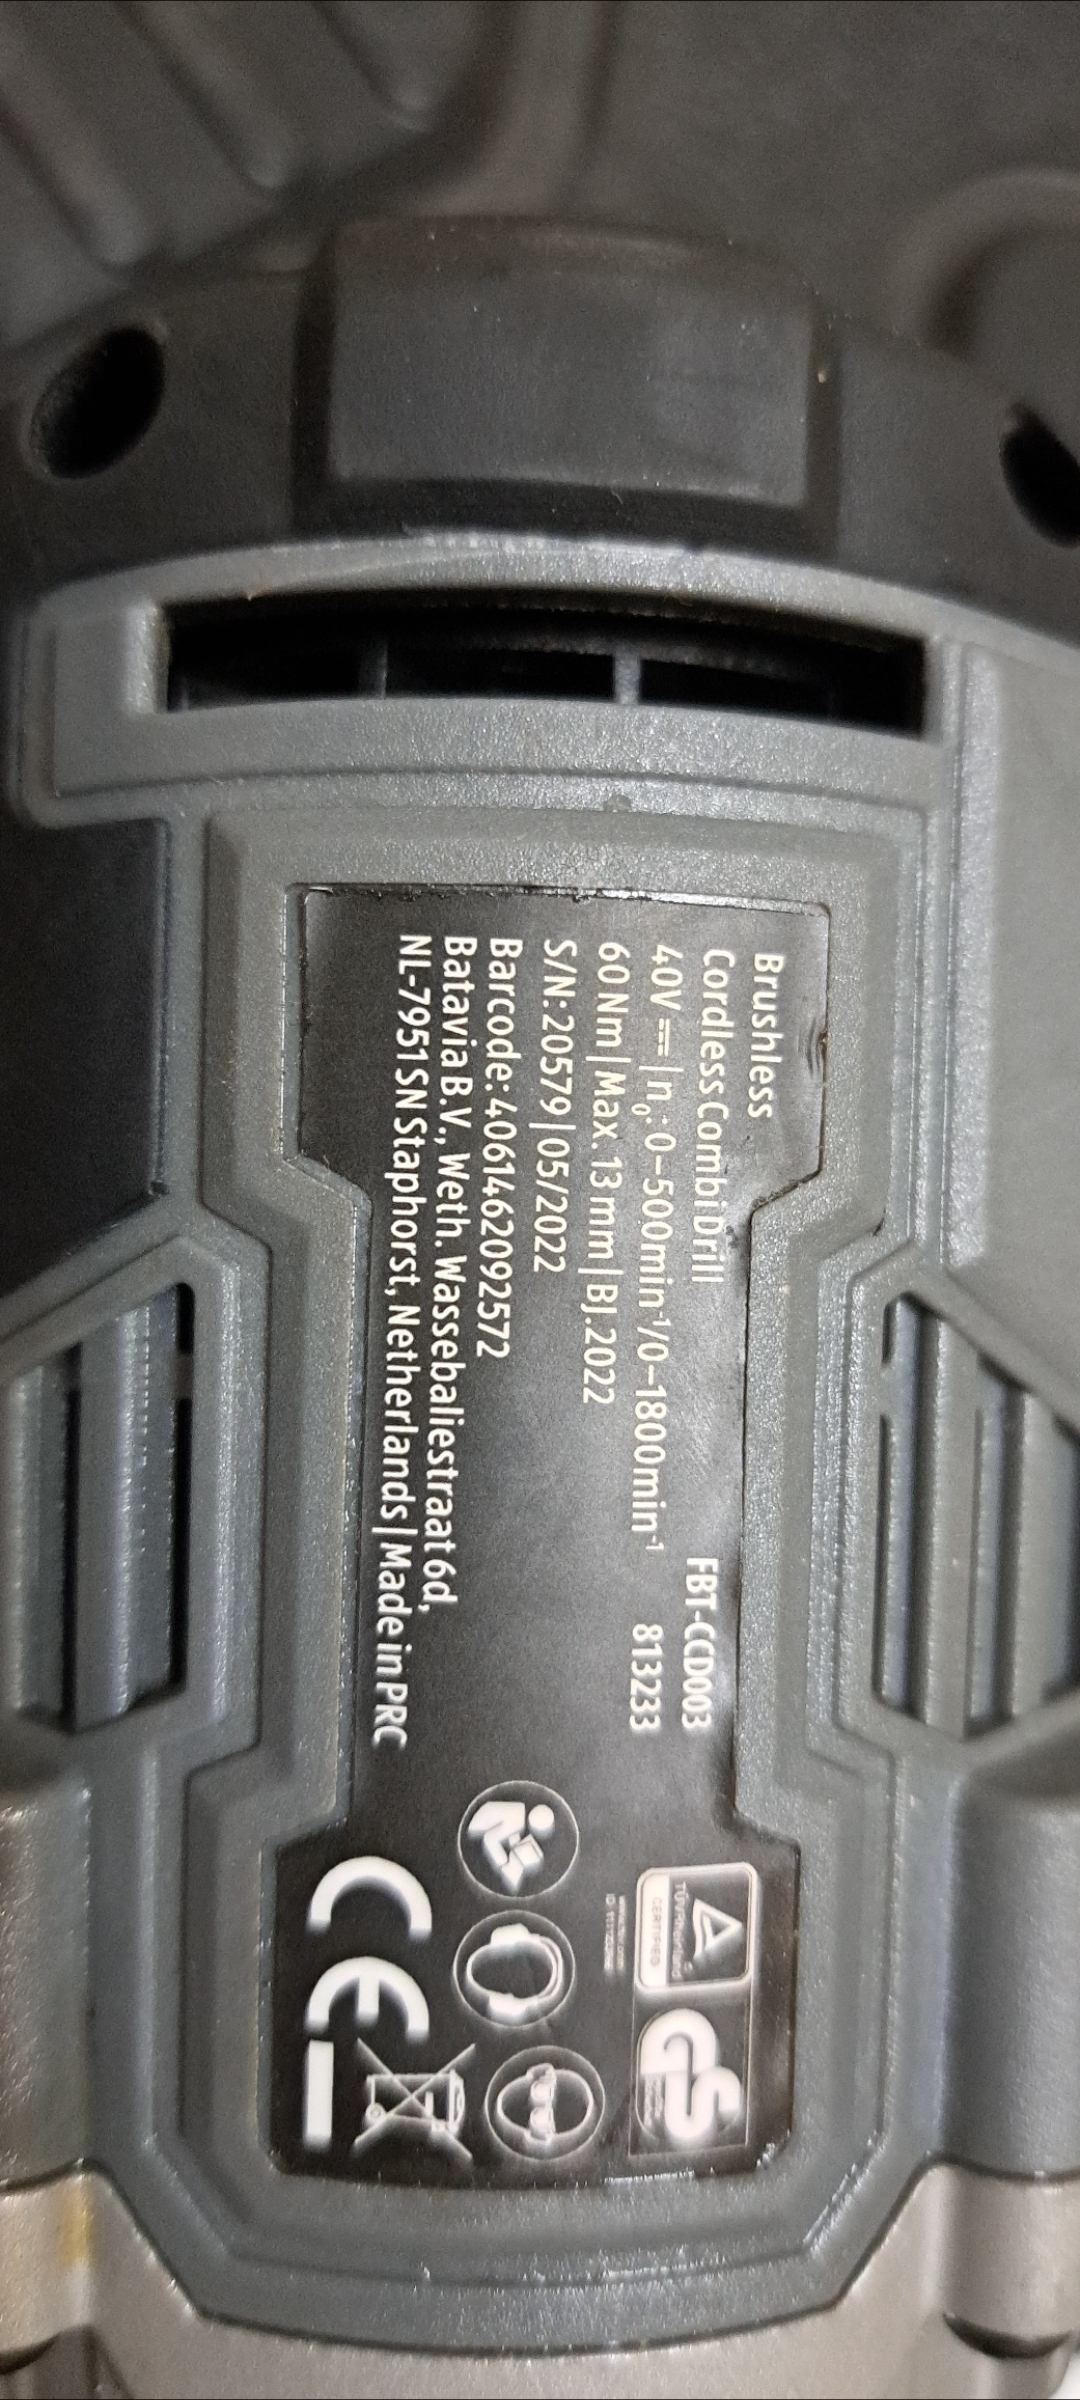 Brushless
Cordless Combi Drill FBT-CCD003
40V ⎓ | n₀: 0–500min⁻¹/0–1800min⁻¹ 813233
60 Nm | Max. 13 mm | BJ. 2022
S/N: 20579 | 05/2022
Barcode: 4061462092572
Batavia B.V., Weth. Wassebaliestraat 6d,
NL-7951 SN Staphorst, Netherlands | Made in PRC
TÜVRheinland
CERTIFIED
GS
CE